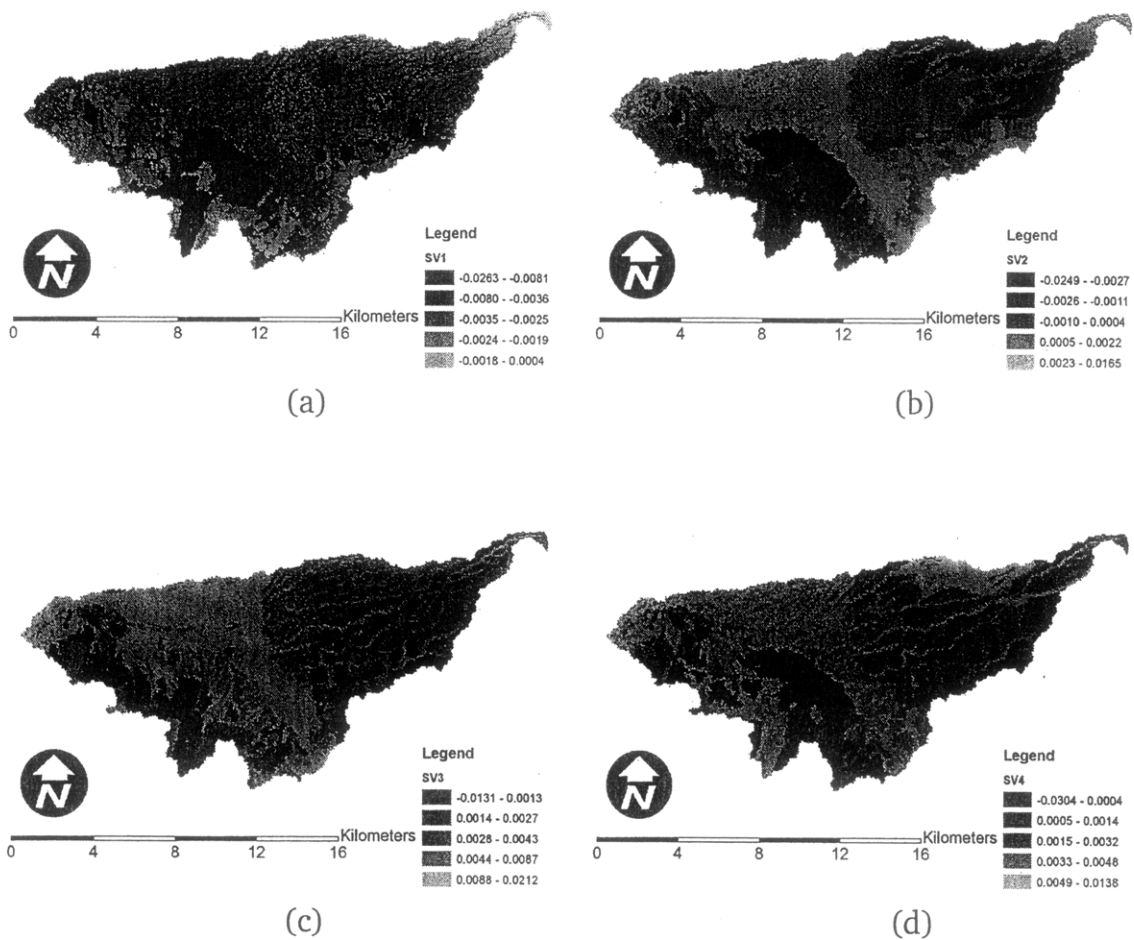 N
Legend
SV1
-0.0263 - -0.0081
-0.0080 - -0.0036
-0.0035 - -0.0025
-0.0024 - -0.0019
-0.0018 - 0.0004
Kilometers
0 4 8 12 16
(a)
N
Legend
SV2
-0.0249 - -0.0027
-0.0026 - -0.0011
-0.0010 - 0.0004
0.0005 - 0.0022
0.0023 - 0.0165
Kilometers
0 4 8 12 16
(b)
N
Legend
SV3
-0.0131 - 0.0013
0.0014 - 0.0027
0.0028 - 0.0043
0.0044 - 0.0087
0.0088 - 0.0212
Kilometers
0 4 8 12 16
(c)
N
Legend
SV4
-0.0304 - 0.0004
0.0005 - 0.0014
0.0015 - 0.0032
0.0033 - 0.0048
0.0049 - 0.0138
Kilometers
0 4 8 12 16
(d)